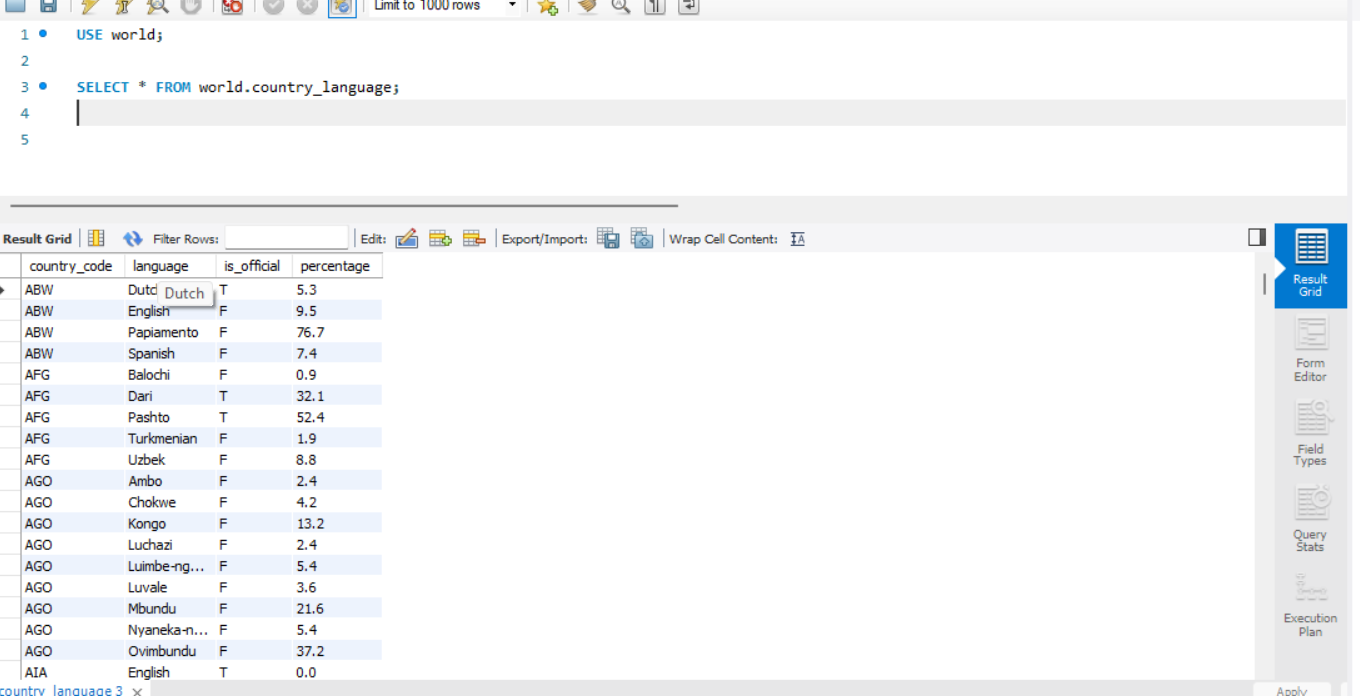 Limit to 1000 rows
1 USE world;
2
3 SELECT * FROM world.country_language;
4
5
Result Grid Filter Rows: Edit: Export/Import: Wrap Cell Content:
country_code language is_official percentage
ABW Dutc T 5.3
Dutch
ABW English F 9.5
ABW Papiamento F 76.7
ABW Spanish F 7.4
AFG Balochi F 0.9
AFG Dari T 32.1
AFG Pashto T 52.4
AFG Turkmenian F 1.9
AFG Uzbek F 8.8
AGO Ambo F 2.4
AGO Chokwe F 4.2
AGO Kongo F 13.2
AGO Luchazi F 2.4
AGO Luimbe-ng... F 5.4
AGO Luvale F 3.6
AGO Mbundu F 21.6
AGO Nyaneka-n... F 5.4
AGO Ovimbundu F 37.2
AIA English T 0.0
country_language 3
Result
Grid
Form
Editor
Field
Types
Query
Stats
Execution
Plan
Apply